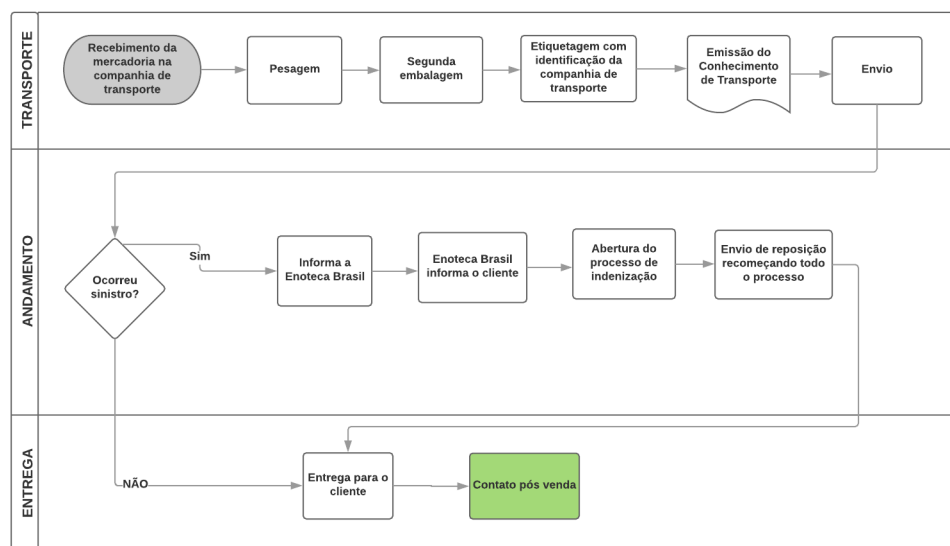 TRANSPORTE
Recebimento da
mercadoria na
companhia de
transporte
Pesagem
Segunda
embalagem
Etiquetagem com
identificação da
companhia de
transporte
Emissão do
Conhecimento
de Transporte
Envio
ANDAMENTO
Ocorreu
sinistro?
Sim
Informa a
Enoteca Brasil
Enoteca Brasil
informa o cliente
Abertura do
processo de
indenização
Envio de reposição
recomeçando todo
o processo
ENTREGA
NÃO
Entrega para o
cliente
Contato pós venda